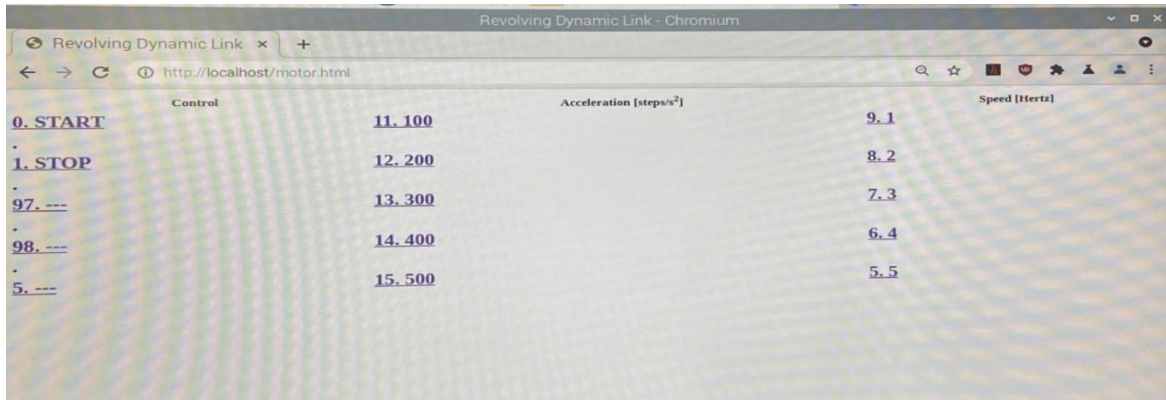 Revolving Dynamic Link - Chromium
Revolving Dynamic Link
http://localhost/motor.html
Control Acceleration [steps/s²] Speed [Hertz]
0. START 11. 100 9. 1
.
1. STOP 12. 200 8. 2
.
97. --- 13. 300 7. 3
.
98. --- 14. 400 6. 4
.
5. --- 15. 500 5. 5